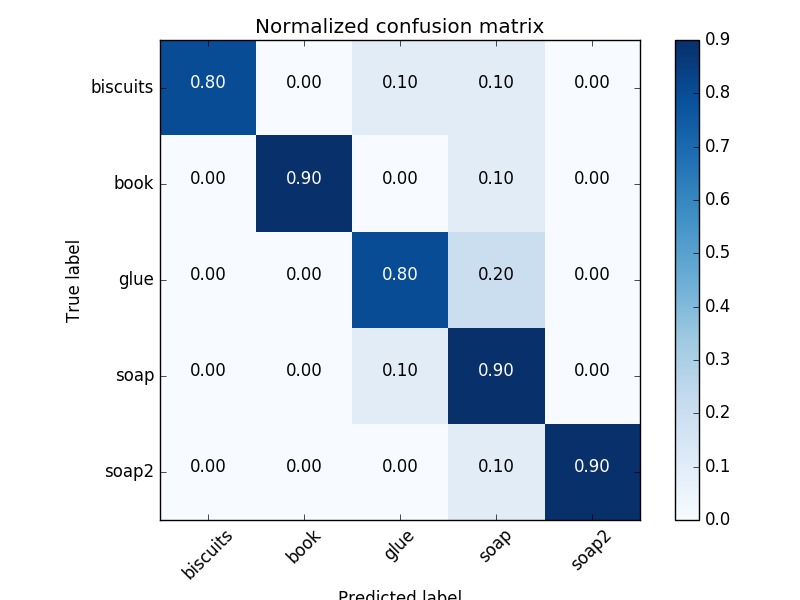 Normalized confusion matrix
True label
biscuits 0.80 0.00 0.10 0.10 0.00
book 0.00 0.90 0.00 0.10 0.00
glue 0.00 0.00 0.80 0.20 0.00
soap 0.00 0.00 0.10 0.90 0.00
soap2 0.00 0.00 0.00 0.10 0.90
biscuits book glue soap soap2
Predicted label
0.9
0.8
0.7
0.6
0.5
0.4
0.3
0.2
0.1
0.0